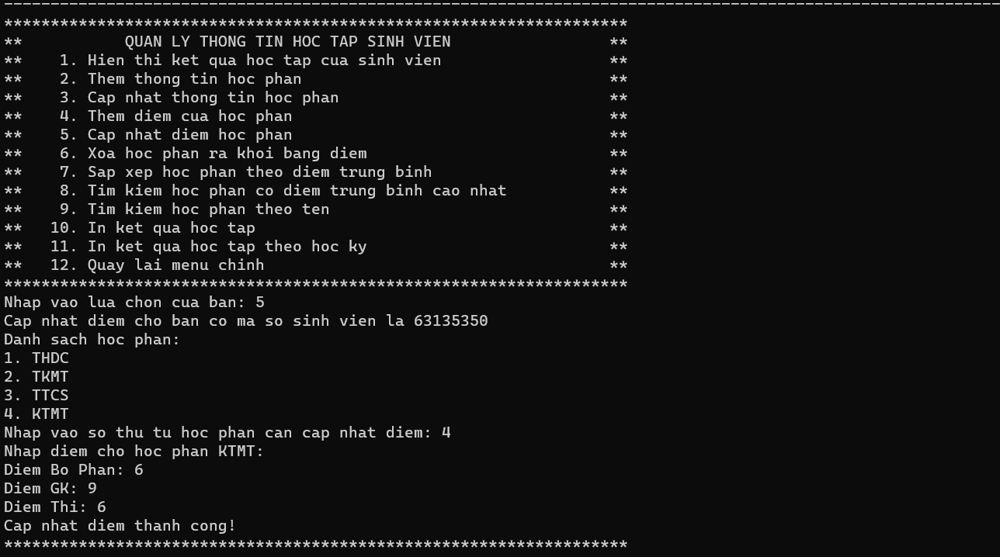 -----------------------------------------------------------------------------------------------------------
*******************************************************************
**           QUAN LY THONG TIN HOC TAP SINH VIEN                 **
**    1. Hien thi ket qua hoc tap cua sinh vien                  **
**    2. Them thong tin hoc phan                                 **
**    3. Cap nhat thong tin hoc phan                             **
**    4. Them diem cua hoc phan                                  **
**    5. Cap nhat diem hoc phan                                  **
**    6. Xoa hoc phan ra khoi bang diem                          **
**    7. Sap xep hoc phan theo diem trung binh                   **
**    8. Tim kiem hoc phan co diem trung binh cao nhat           **
**    9. Tim kiem hoc phan theo ten                              **
**   10. In ket qua hoc tap                                      **
**   11. In ket qua hoc tap theo hoc ky                          **
**   12. Quay lai menu chinh                                     **
*******************************************************************
Nhap vao lua chon cua ban: 5
Cap nhat diem cho ban co ma so sinh vien la 63135350
Danh sach hoc phan:
1. THDC
2. TKMT
3. TTCS
4. KTMT
Nhap vao so thu tu hoc phan can cap nhat diem: 4
Nhap diem cho hoc phan KTMT:
Diem Bo Phan: 6
Diem GK: 9
Diem Thi: 6
Cap nhat diem thanh cong!
*******************************************************************